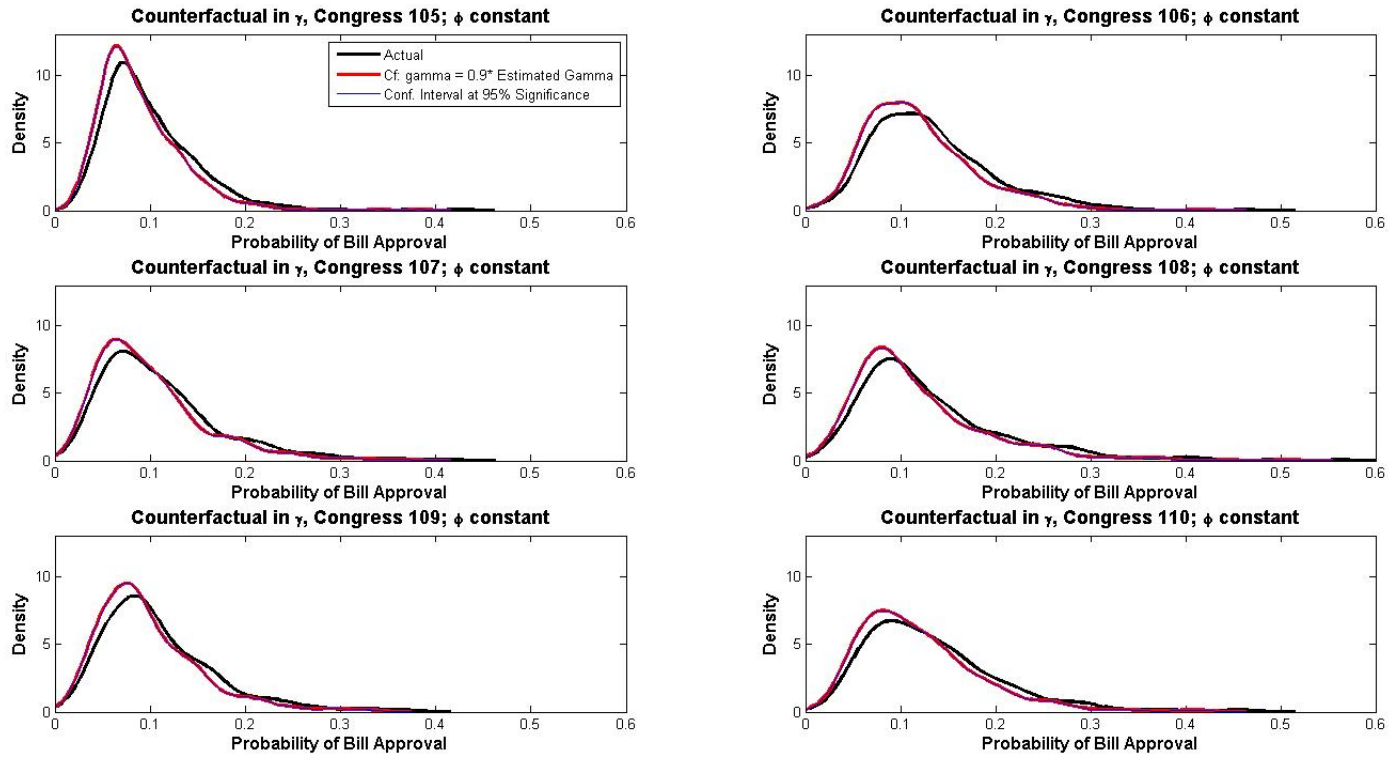 Counterfactual in γ, Congress 105; ϕ constant
Density
10
5
0
Actual
Cf: gamma = 0.9* Estimated Gamma
Conf. Interval at 95% Significance
0 0.1 0.2 0.3 0.4 0.5 0.6
Probability of Bill Approval
Counterfactual in γ, Congress 106; ϕ constant
Density
10
5
0
0 0.1 0.2 0.3 0.4 0.5 0.6
Probability of Bill Approval
Counterfactual in γ, Congress 107; ϕ constant
Density
10
5
0
0 0.1 0.2 0.3 0.4 0.5 0.6
Probability of Bill Approval
Counterfactual in γ, Congress 108; ϕ constant
Density
10
5
0
0 0.1 0.2 0.3 0.4 0.5 0.6
Probability of Bill Approval
Counterfactual in γ, Congress 109; ϕ constant
Density
10
5
0
0 0.1 0.2 0.3 0.4 0.5 0.6
Probability of Bill Approval
Counterfactual in γ, Congress 110; ϕ constant
Density
10
5
0
0 0.1 0.2 0.3 0.4 0.5 0.6
Probability of Bill Approval